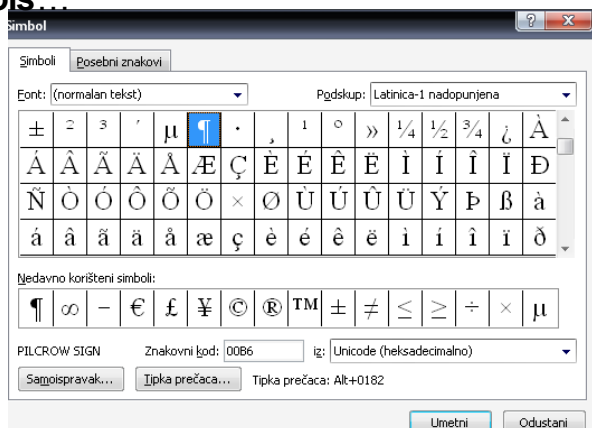 Simbol
Simboli Posebni znakovi
Font: (normalan tekst) Podskup: Latinica-1 nadopunjena
± ² ³ ´ µ ¶ · ¸ ¹ º » ¼ ½ ¾ ¿ À
Á Â Ã Ä Å Æ Ç È É Ê Ë Ì Í Î Ï Ð
Ñ Ò Ó Ô Õ Ö × Ø Ù Ú Û Ü Ý Þ ß à
á â ã ä å æ ç è é ê ë ì í î ï ð
Nedavno korišteni simboli:
¶ ∞ – € £ ¥ © ® ™ ± ≠ ≤ ≥ ÷ × µ
PILCROW SIGN Znakovni kod: 00B6 iz: Unicode (heksadecimalno)
Samoispravak... Tipka prečaca... Tipka prečaca: Alt+0182
Umetni Odustani